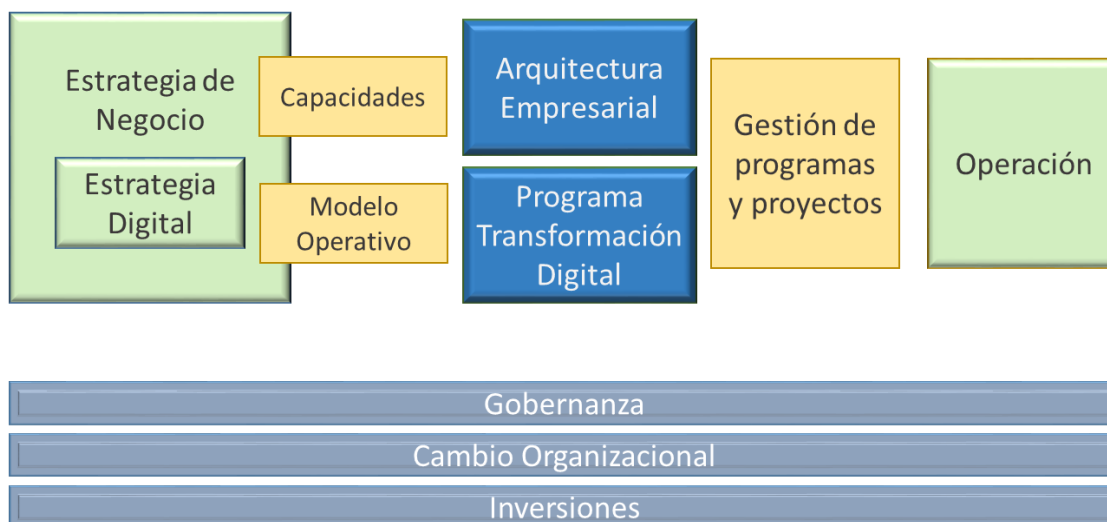 Estrategia de
Negocio
Estrategia
Digital
Capacidades
Modelo
Operativo
Arquitectura
Empresarial
Programa
Transformación
Digital
Gestión de
programas
y proyectos
Operación
Gobernanza
Cambio Organizacional
Inversiones